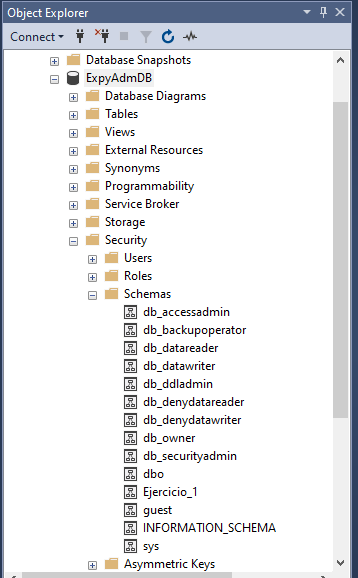 Object Explorer
Connect
Database Snapshots
ExpyAdmDB
Database Diagrams
Tables
Views
External Resources
Synonyms
Programmability
Service Broker
Storage
Security
Users
Roles
Schemas
db_accessadmin
db_backupoperator
db_datareader
db_datawriter
db_ddladmin
db_denydatareader
db_denydatawriter
db_owner
db_securityadmin
dbo
Ejercicio_1
guest
INFORMATION_SCHEMA
sys
Asymmetric Keys